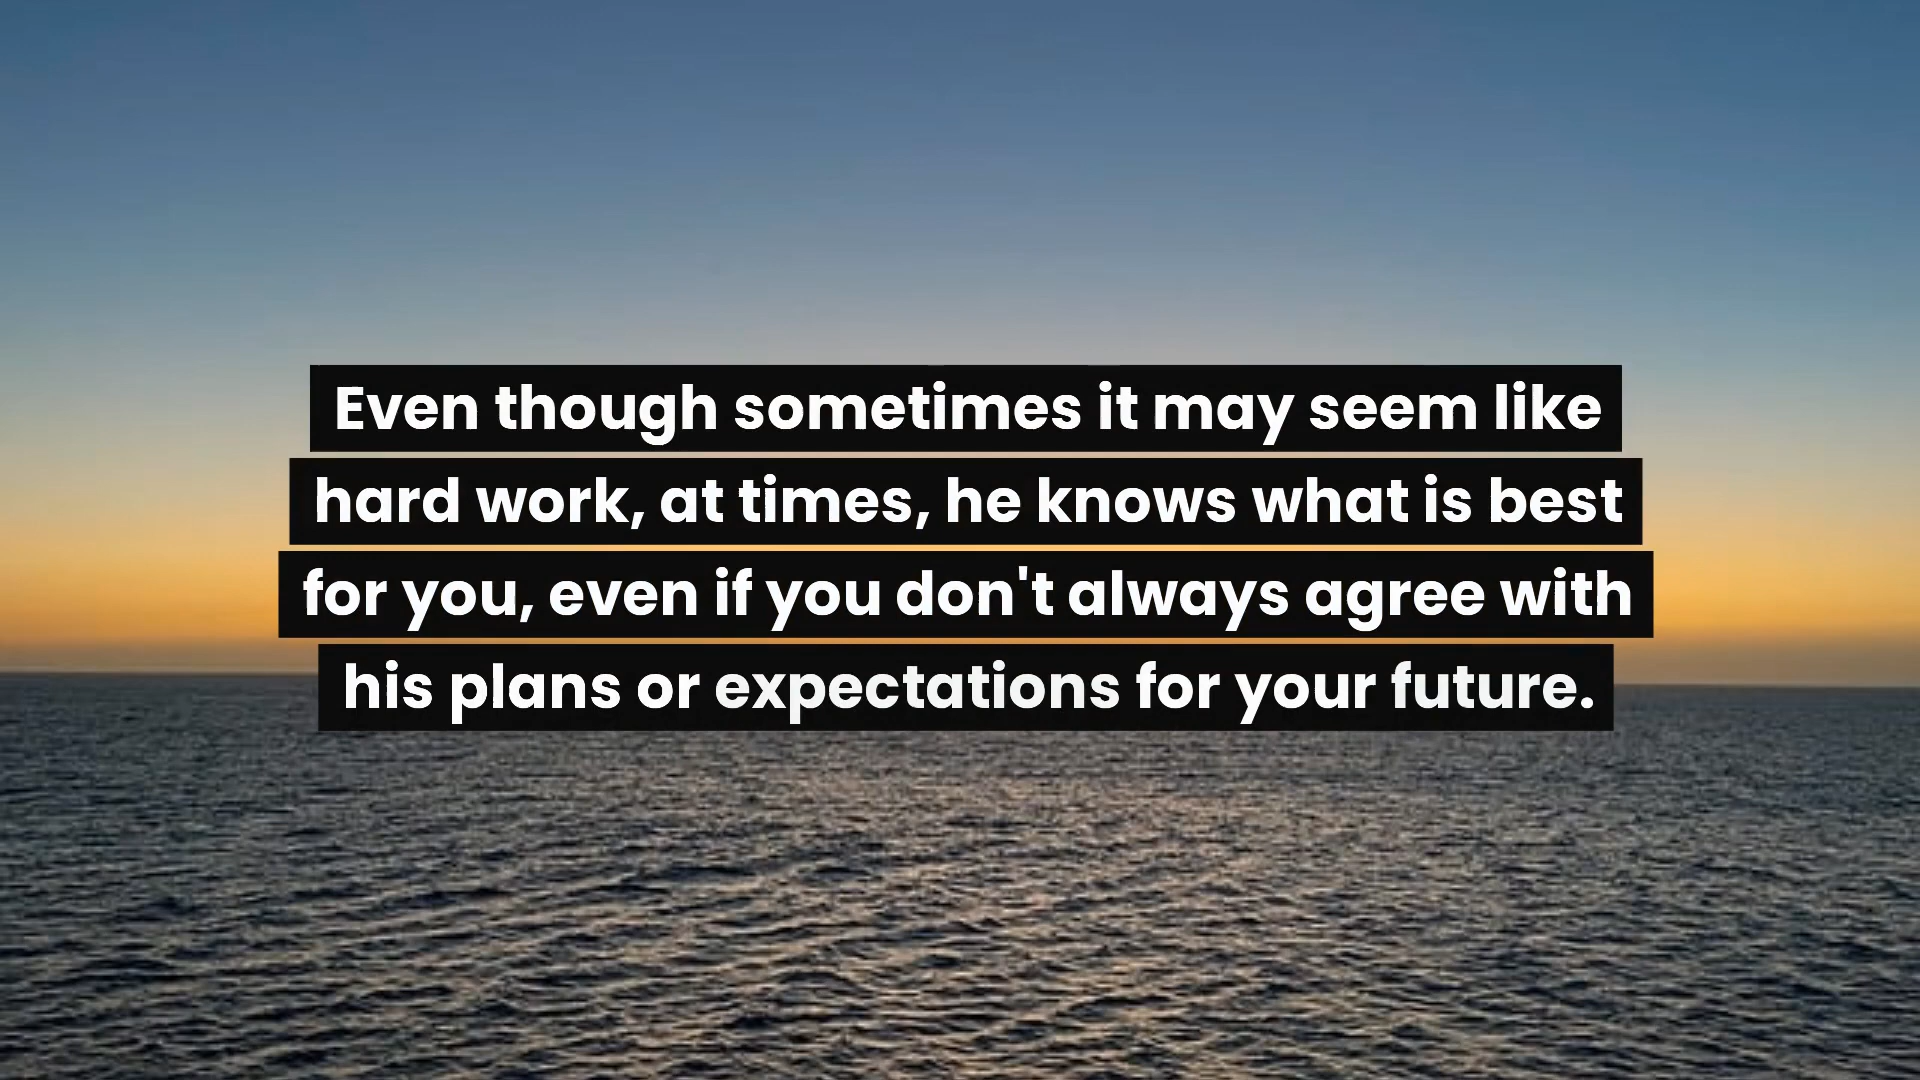 Even though sometimes it may seem like
hard work, at times, he knows what is best
for you, even if you don't always agree with
his plans or expectations for your future.